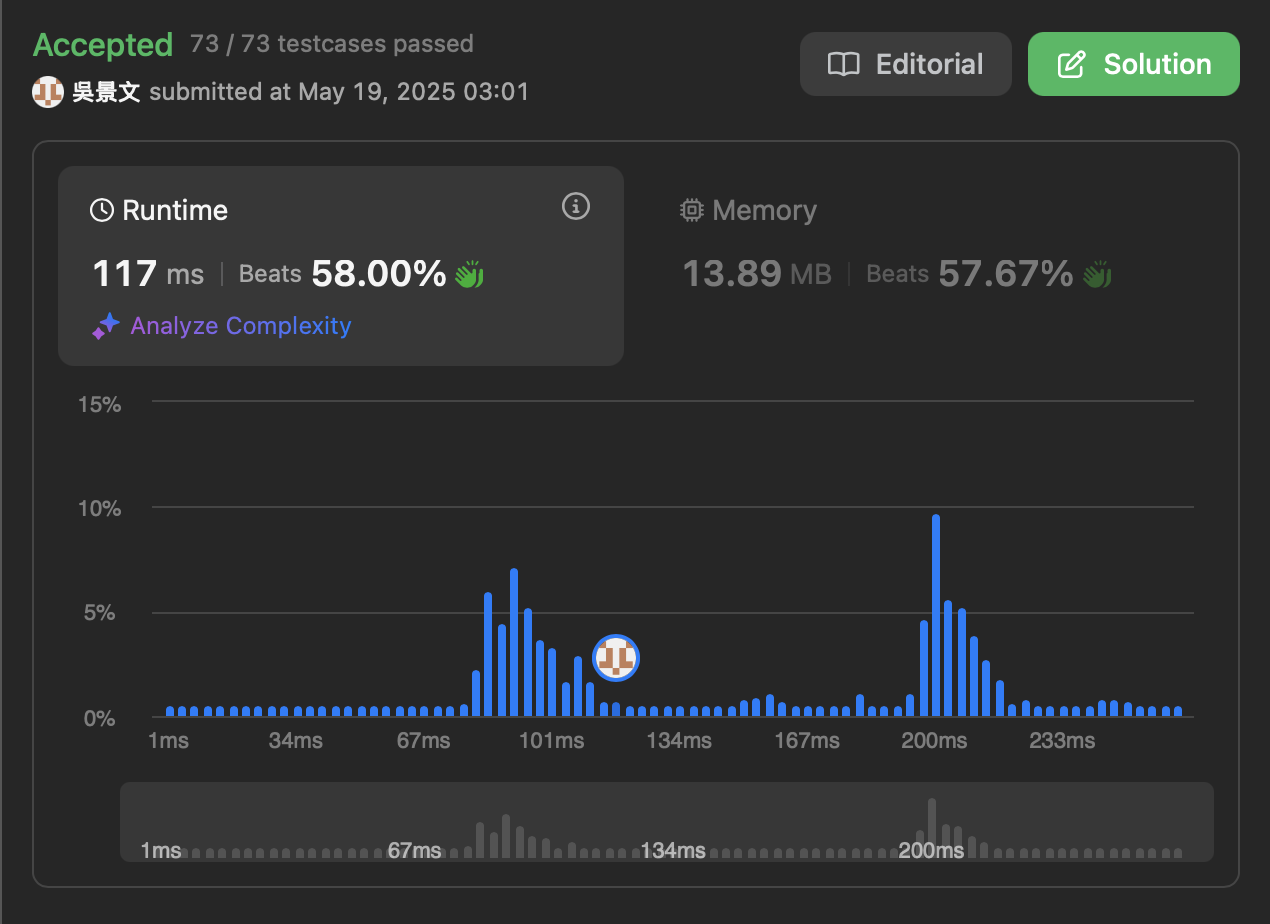 Accepted 73 / 73 testcases passed
吳景文 submitted at May 19, 2025 03:01
Editorial
Solution
Runtime
117 ms | Beats 58.00%
Analyze Complexity
Memory
13.89 MB | Beats 57.67%
15%
10%
5%
0%
1ms 34ms 67ms 101ms 134ms 167ms 200ms 233ms
1ms 67ms 134ms 200ms